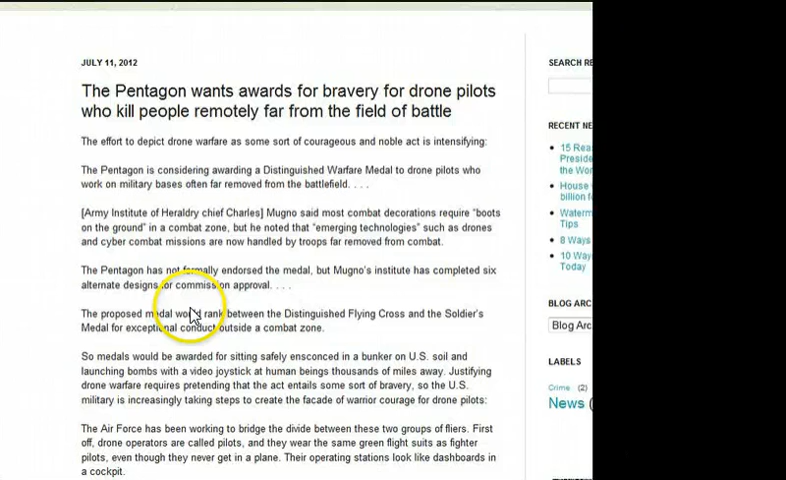 JULY 11, 2012
The Pentagon wants awards for bravery for drone pilots
who kill people remotely far from the field of battle
The effort to depict drone warfare as some sort of courageous and noble act is intensifying:
The Pentagon is considering awarding a Distinguished Warfare Medal to drone pilots who
work on military bases often far removed from the battlefield. . . .
[Army Institute of Heraldry chief Charles] Mugno said most combat decorations require “boots
on the ground” in a combat zone, but he noted that “emerging technologies” such as drones
and cyber combat missions are now handled by troops far removed from combat.
The Pentagon has not formally endorsed the medal, but Mugno's institute has completed six
alternate designs for commission approval. . . .
The proposed medal would rank between the Distinguished Flying Cross and the Soldier's
Medal for exceptional conduct outside a combat zone.
So medals would be awarded for sitting safely ensconced in a bunker on U.S. soil and
launching bombs with a video joystick at human beings thousands of miles away. Justifying
drone warfare requires pretending that the act entails some sort of bravery, so the U.S.
military is increasingly taking steps to create the facade of warrior courage for drone pilots:
The Air Force has been working to bridge the divide between these two groups of fliers. First
off, drone operators are called pilots, and they wear the same green flight suits as fighter
pilots, even though they never get in a plane. Their operating stations look like dashboards in
a cockpit.
SEARCH RE
RECENT NE
15 Rea
Preside
the Wor
House
billion f
Waterm
Tips
8 Ways
10 Way
Today
BLOG ARC
Blog Arc
LABELS
Crime (2)
News (